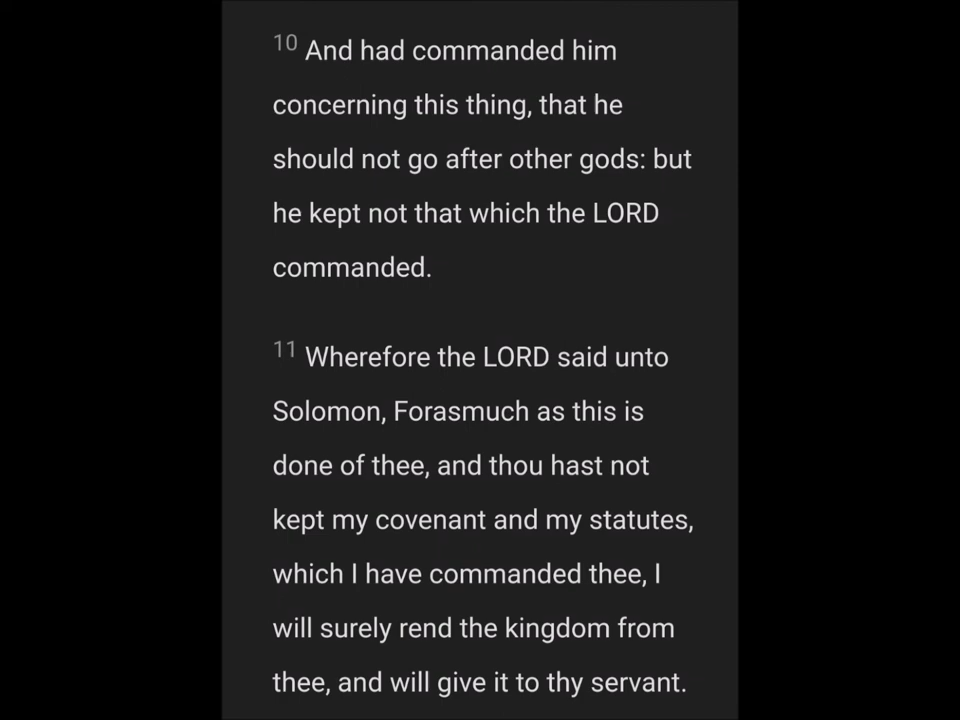 10 And had commanded him
concerning this thing, that he
should not go after other gods: but
he kept not that which the LORD
commanded.
11 Wherefore the LORD said unto
Solomon, Forasmuch as this is
done of thee, and thou hast not
kept my covenant and my statutes,
which I have commanded thee, I
will surely rend the kingdom from
thee, and will give it to thy servant.